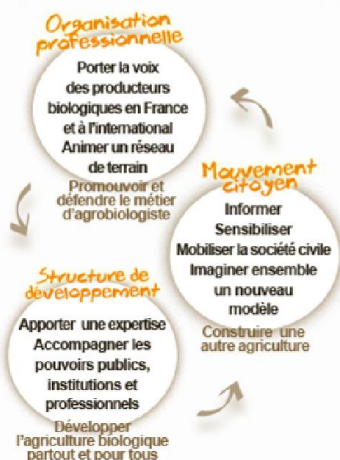 Organisation
professionnelle
Porter la voix
des producteurs
biologiques en France
et à l'international
Animer un réseau
de terrain
Promouvoir et
défendre le métier
d'agrobiologiste
Mouvement
citoyen
Informer
Sensibiliser
Mobiliser la société civile
Imaginer ensemble
un nouveau
modèle
Construire une
autre agriculture
Structure de
développement
Apporter une expertise
Accompagner les
pouvoirs publics,
institutions et
professionnels
Développer
l'agriculture biologique
partout et pour tous